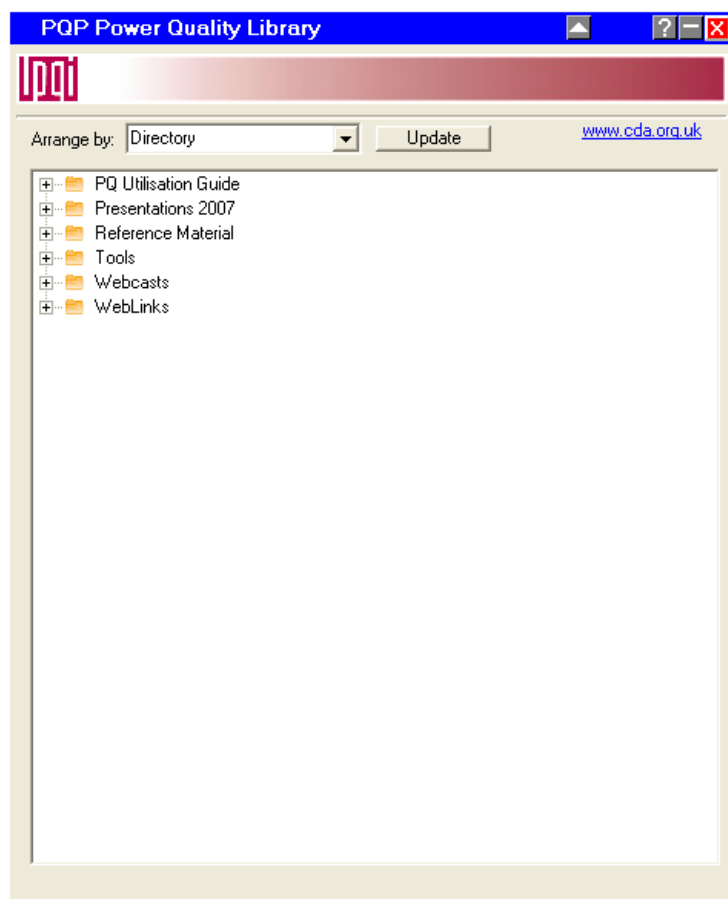 PQP Power Quality Library
lpqi
Arrange by: Directory Update www.cda.org.uk
PQ Utilisation Guide
Presentations 2007
Reference Material
Tools
Webcasts
WebLinks